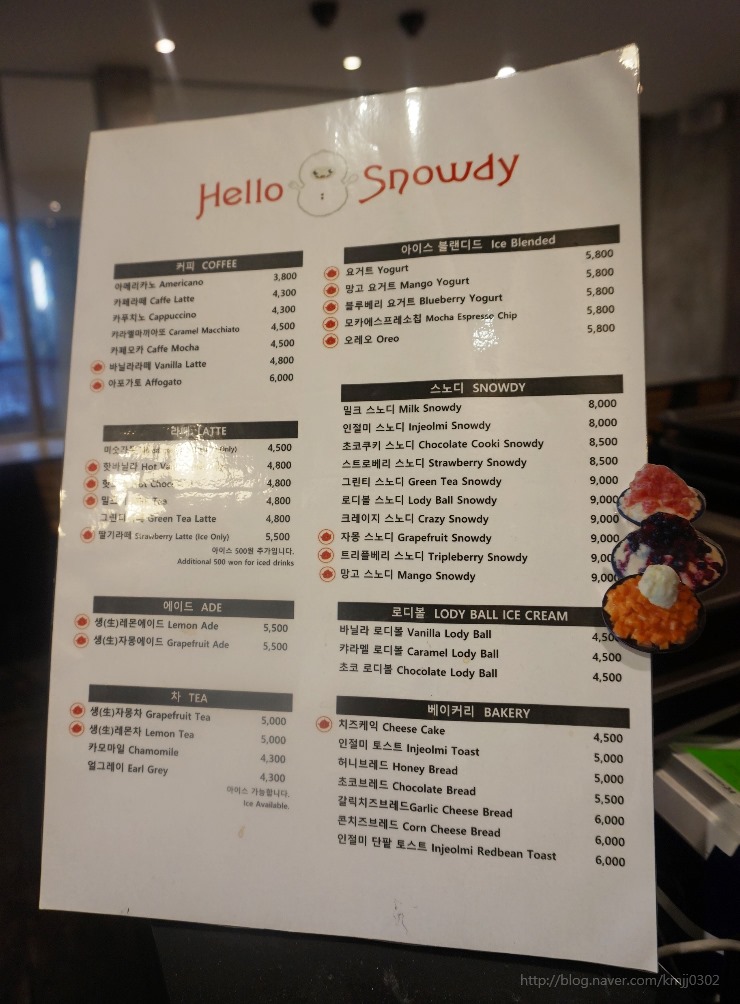 Hello Snowdy
커피 COFFEE
아메리카노 Americano 3,800
카페라떼 Caffe Latte 4,300
카푸치노 Cappuccino 4,300
카라멜마끼아또 Caramel Macchiato 4,500
카페모카 Caffe Mocha 4,500
바닐라라떼 Vanilla Latte 4,800
아포가토 Affogato 6,000
라떼 LATTE
미숫가루 Only) 4,500
핫바닐라 Hot 4,800
Hot 4,800
Tea 4,800
Green Tea Latte 4,800
딸기라떼 Strawberry Latte (Ice Only) 5,500
아이스 500원 추가입니다.
Additional 500 won for iced drinks
에이드 ADE
생(生)레몬에이드 Lemon Ade 5,500
생(生)자몽에이드 Grapefruit Ade 5,500
차 TEA
생(生)자몽차 Grapefruit Tea 5,000
생(生)레몬차 Lemon Tea 5,000
카모마일 Chamomile 4,300
얼그레이 Earl Grey 4,300
아이스 가능합니다.
Ice Available.
아이스 블랜디드 Ice Blended
요거트 Yogurt 5,800
망고 요거트 Mango Yogurt 5,800
블루베리 요거트 Blueberry Yogurt 5,800
모카에스프레소칩 Mocha Espresso Chip 5,800
오레오 Oreo 5,800
스노디 SNOWDY
밀크 스노디 Milk Snowdy 8,000
인절미 스노디 Injeolmi Snowdy 8,000
초코쿠키 스노디 Chocolate Cooki Snowdy 8,500
스트로베리 스노디 Strawberry Snowdy 8,500
그린티 스노디 Green Tea Snowdy 9,000
로디볼 스노디 Lody Ball Snowdy 9,000
크레이지 스노디 Crazy Snowdy 9,000
자몽 스노디 Grapefruit Snowdy 9,000
트리플베리 스노디 Tripleberry Snowdy 9,000
망고 스노디 Mango Snowdy 9,000
로디볼 LODY BALL ICE CREAM
바닐라 로디볼 Vanilla Lody Ball 4,500
캬라멜 로디볼 Caramel Lody Ball 4,500
초코 로디볼 Chocolate Lody Ball 4,500
베이커리 BAKERY
치즈케익 Cheese Cake 4,500
인절미 토스트 Injeolmi Toast 5,000
허니브레드 Honey Bread 5,000
초코브레드 Chocolate Bread 5,500
갈릭치즈브레드Garlic Cheese Bread 6,000
콘치즈브레드 Corn Cheese Bread 6,000
인절미 단팥 토스트 Injeolmi Redbean Toast 6,000
http://blog.naver.com/kmjj0302